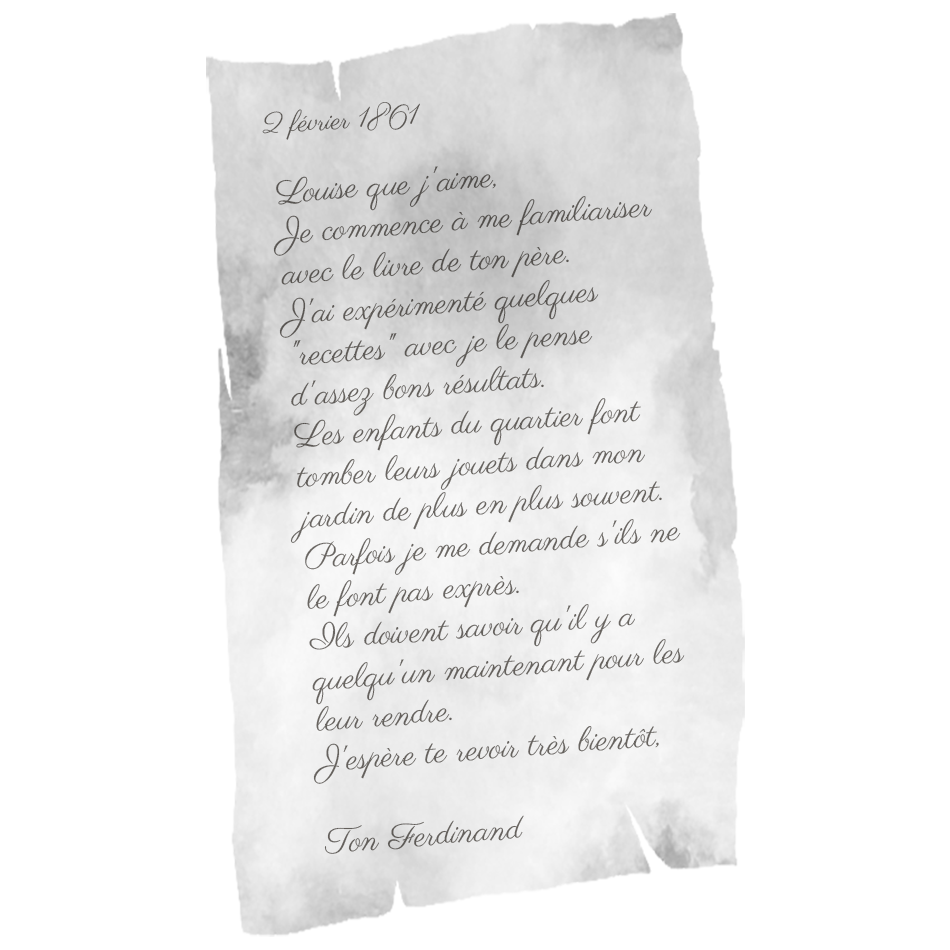 2 février 1861
Louise que j'aime,
Je commence à me familiariser
avec le livre de ton père.
J'ai expérimenté quelques
"recettes" avec je le pense
d'assez bons résultats.
Les enfants du quartier font
tomber leurs jouets dans mon
jardin de plus en plus souvent.
Parfois je me demande s'ils ne
le font pas exprès.
Ils doivent savoir qu'il y a
quelqu'un maintenant pour les
leur rendre.
J'espère te revoir très bientôt,
Ton Ferdinand